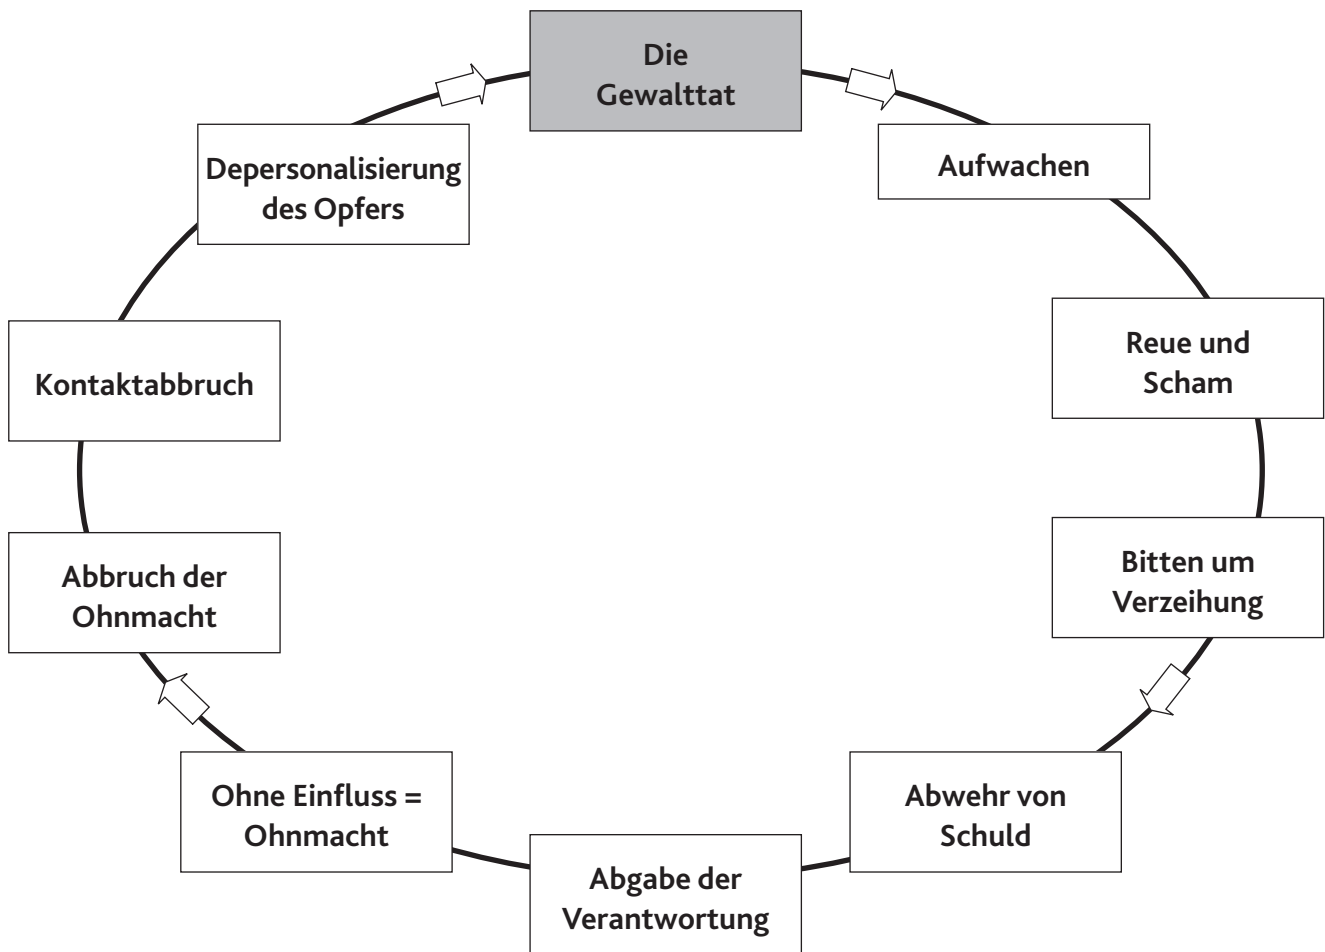 Die
Gewalttat
Aufwachen
Reue und
Scham
Bitten um
Verzeihung
Abwehr von
Schuld
Abgabe der
Verantwortung
Ohne Einfluss =
Ohnmacht
Abbruch der
Ohnmacht
Kontaktabbruch
Depersonalisierung
des Opfers